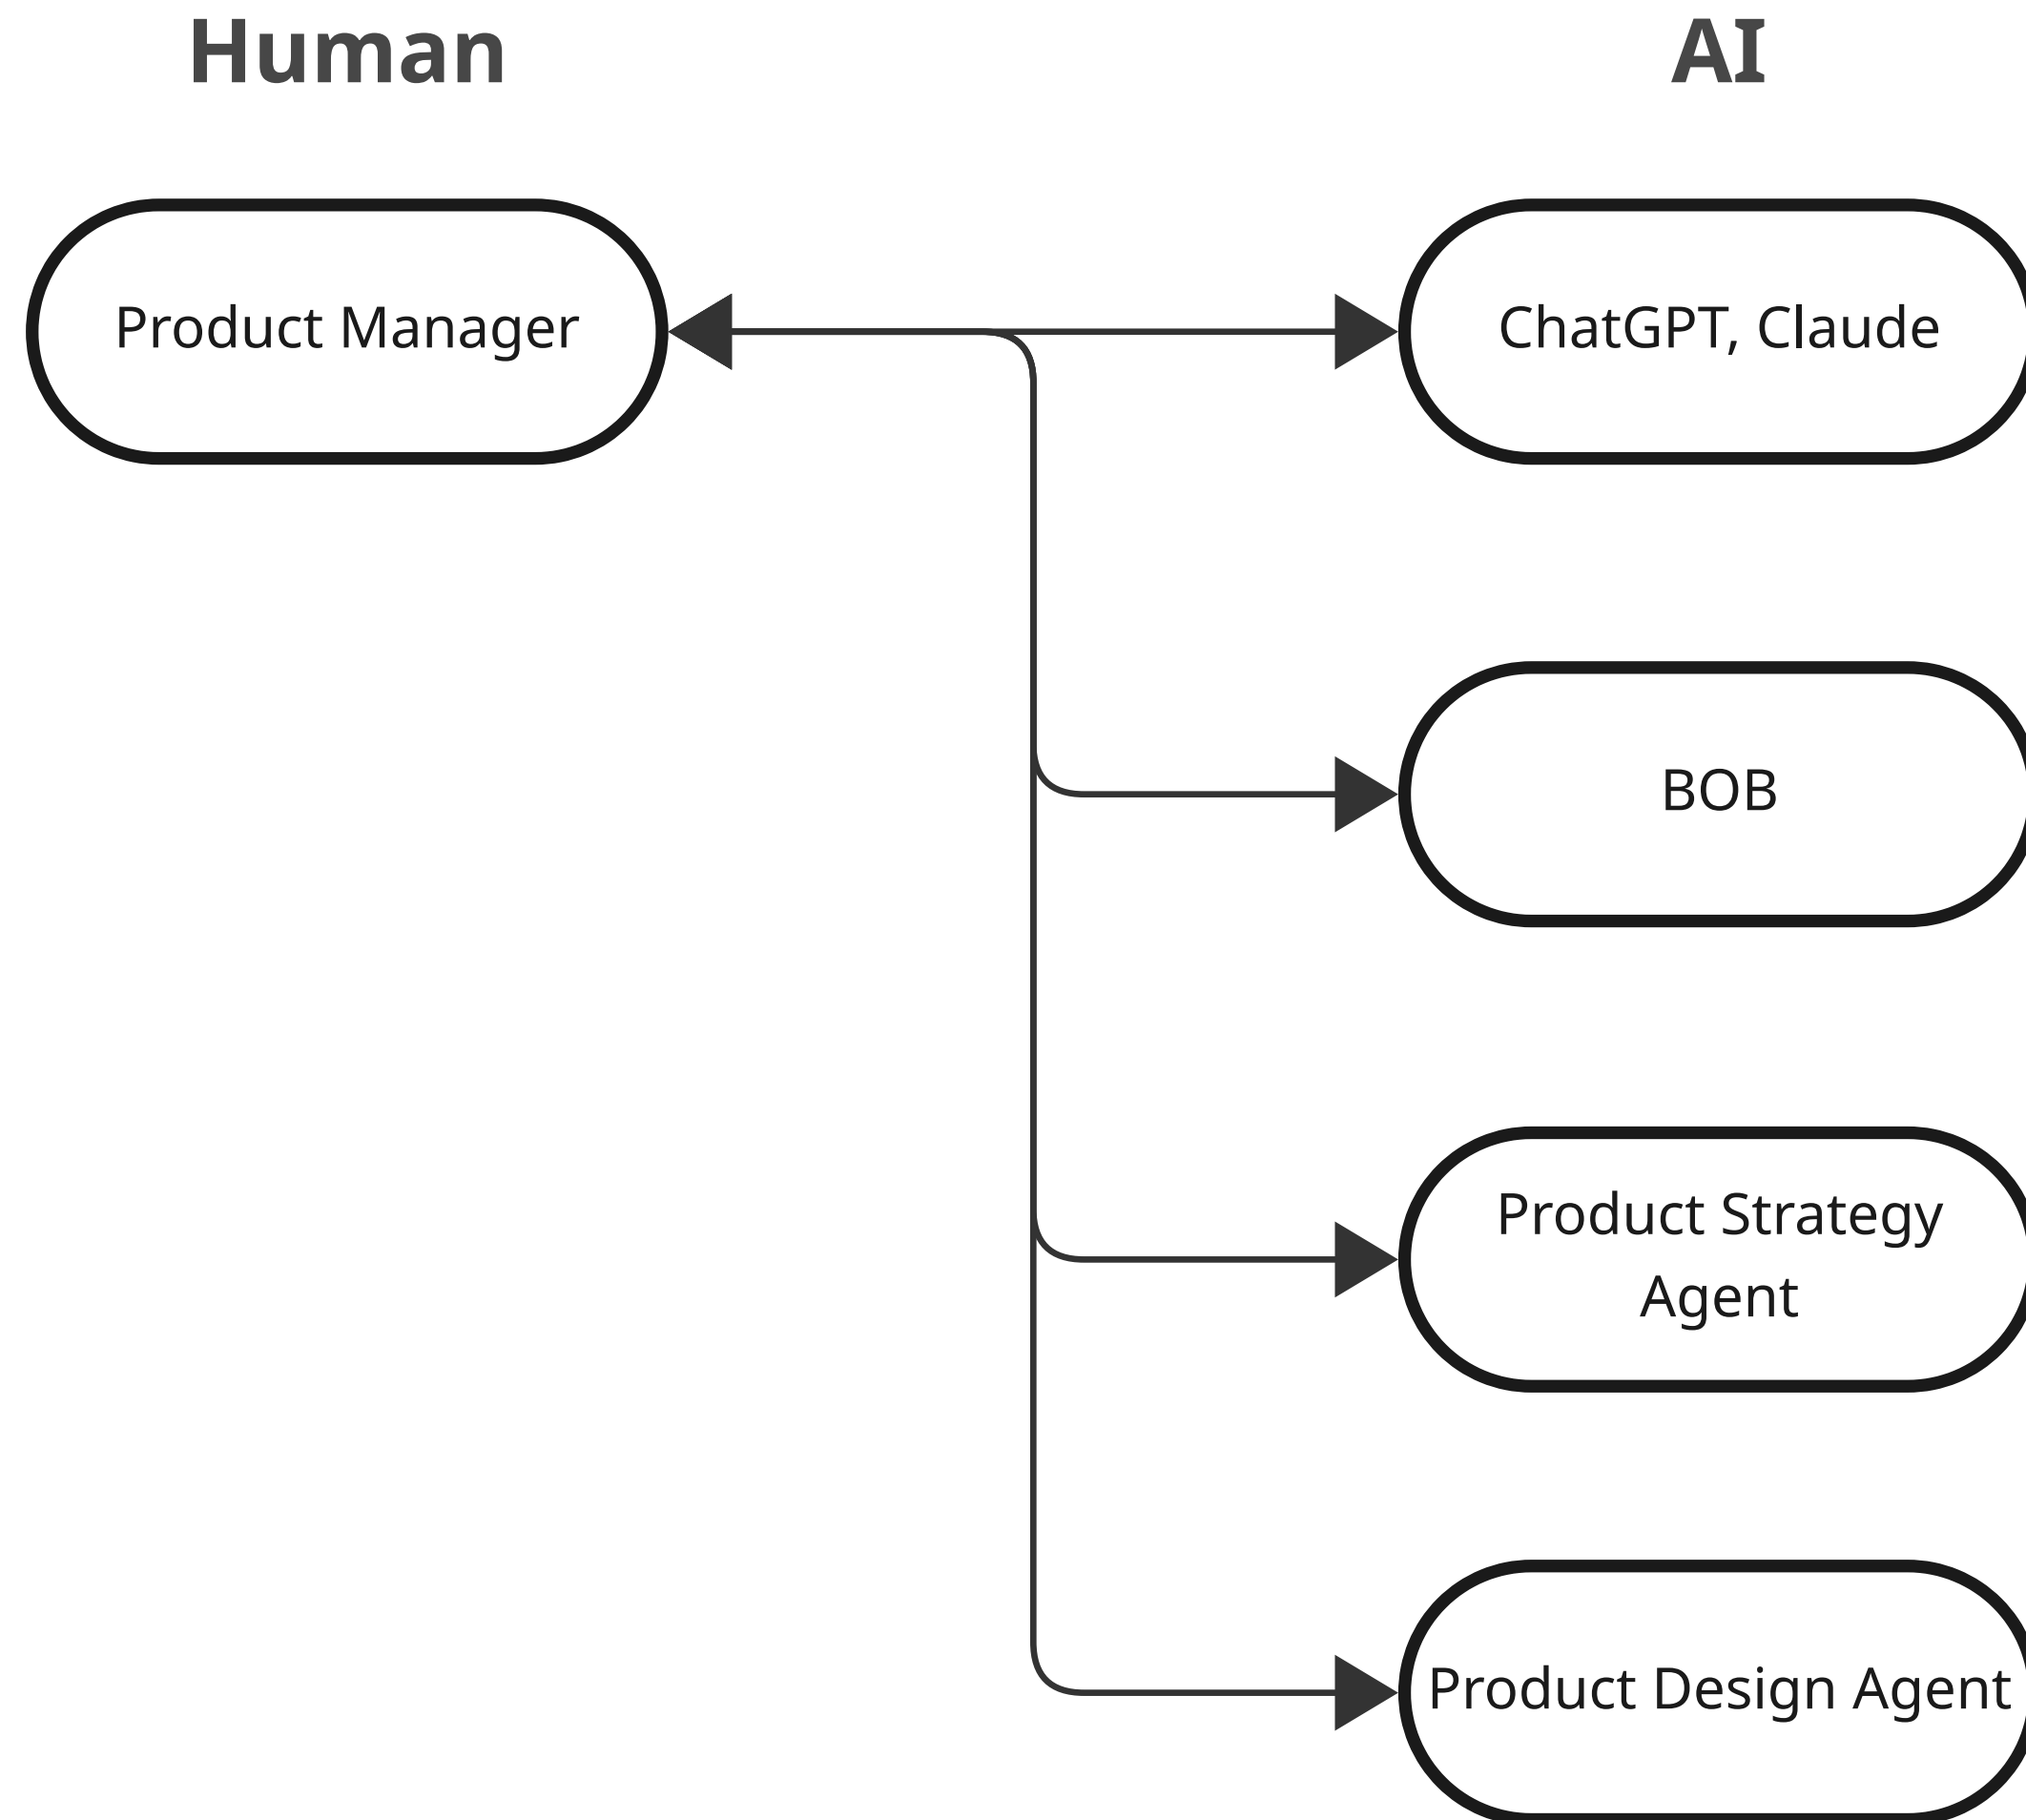 Human
AI
Product Manager
ChatGPT, Claude
BOB
Product Strategy
Agent
Product Design Agent